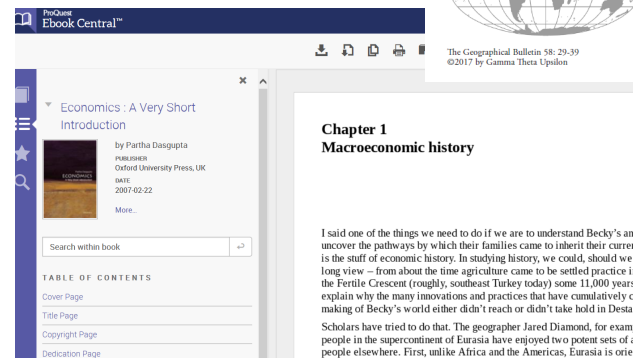 ProQuest
Ebook Central™
The Geographical Bulletin 58: 29-39
©2017 by Gamma Theta Upsilon
Economics : A Very Short
Introduction
by Partha Dasgupta
PUBLISHER
Oxford University Press, UK
DATE
2007-02-22
More...
ECONOMICS
Search within book
TABLE OF CONTENTS
Cover Page
Title Page
Copyright Page
Dedication Page
Chapter 1
Macroeconomic history
I said one of the things we need to do if we are to understand Becky's an
uncover the pathways by which their families came to inherit their curren
is the stuff of economic history. In studying history, we could, should we
long view – from about the time agriculture came to be settled practice i
the Fertile Crescent (roughly, southeast Turkey today) some 11,000 years
explain why the many innovations and practices that have cumulatively c
making of Becky's world either didn't reach or didn't take hold in Desta
Scholars have tried to do that. The geographer Jared Diamond, for exam
people in the supercontinent of Eurasia have enjoyed two potent sets of a
people elsewhere. First, unlike Africa and the Americas, Eurasia is orie